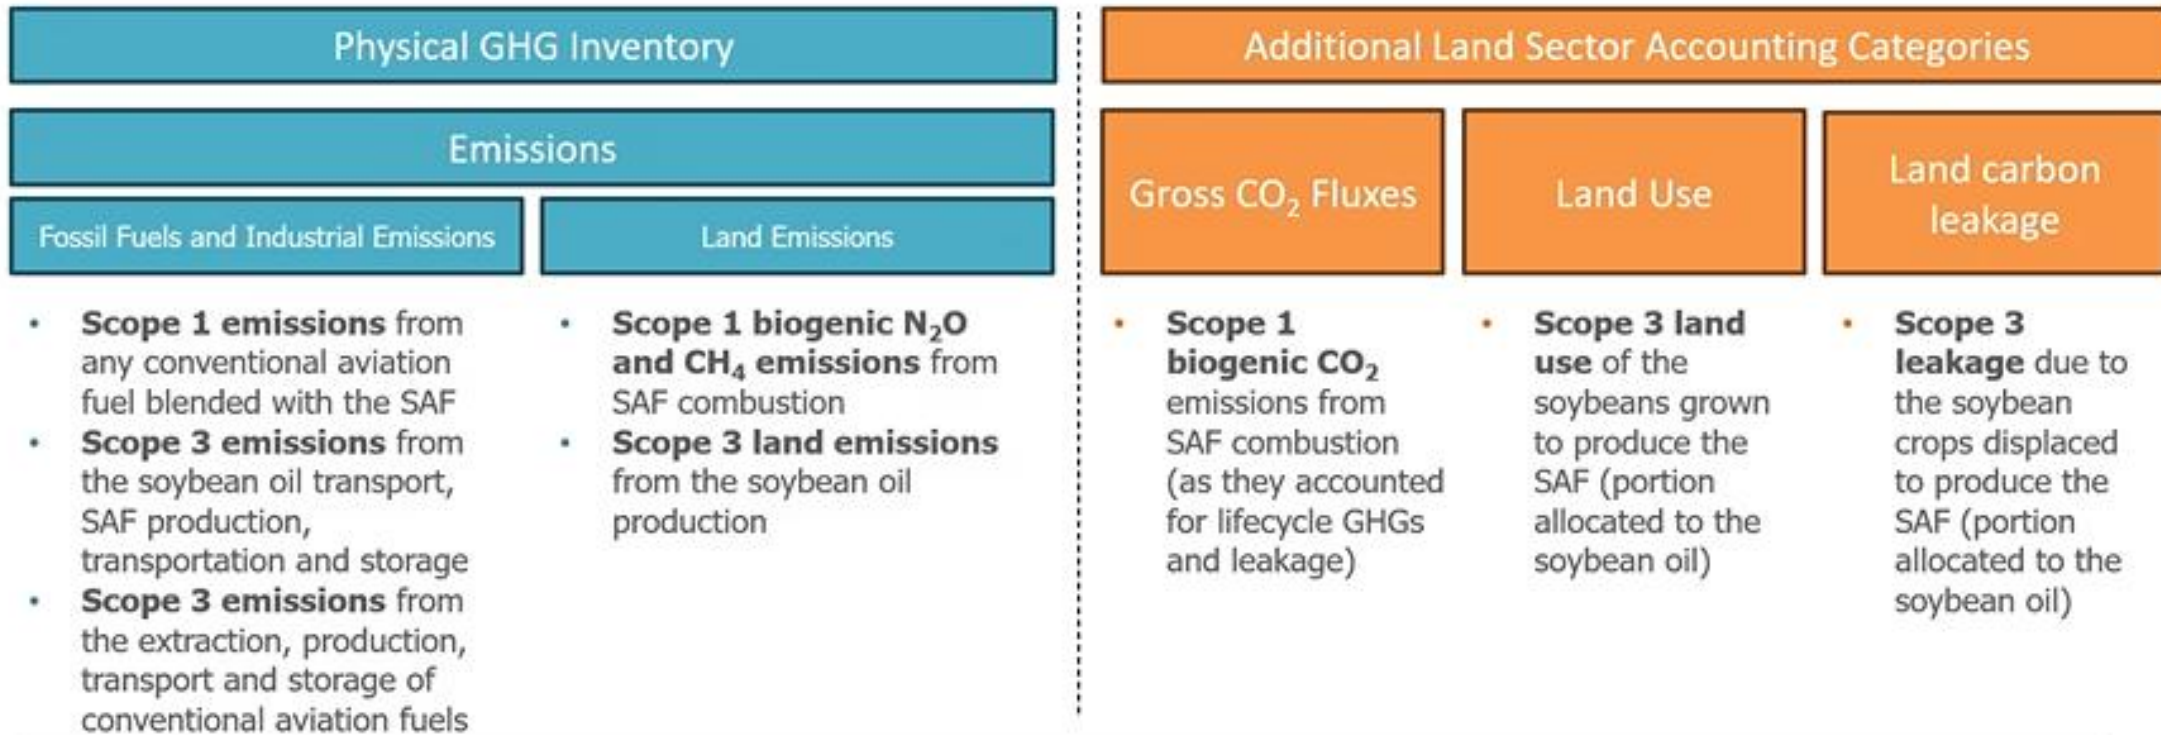 Physical GHG Inventory
Additional Land Sector Accounting Categories
Emissions
Fossil Fuels and Industrial Emissions
Land Emissions
Gross CO₂ Fluxes
Land Use
Land carbon
leakage
• Scope 1 emissions from
any conventional aviation
fuel blended with the SAF
• Scope 3 emissions from
the soybean oil transport,
SAF production,
transportation and storage
• Scope 3 emissions from
the extraction, production,
transport and storage of
conventional aviation fuels
• Scope 1 biogenic N₂O
and CH₄ emissions from
SAF combustion
• Scope 3 land emissions
from the soybean oil
production
• Scope 1
biogenic CO₂
emissions from
SAF combustion
(as they accounted
for lifecycle GHGs
and leakage)
• Scope 3 land
use of the
soybeans grown
to produce the
SAF (portion
allocated to the
soybean oil)
• Scope 3
leakage due to
the soybean
crops displaced
to produce the
SAF (portion
allocated to the
soybean oil)